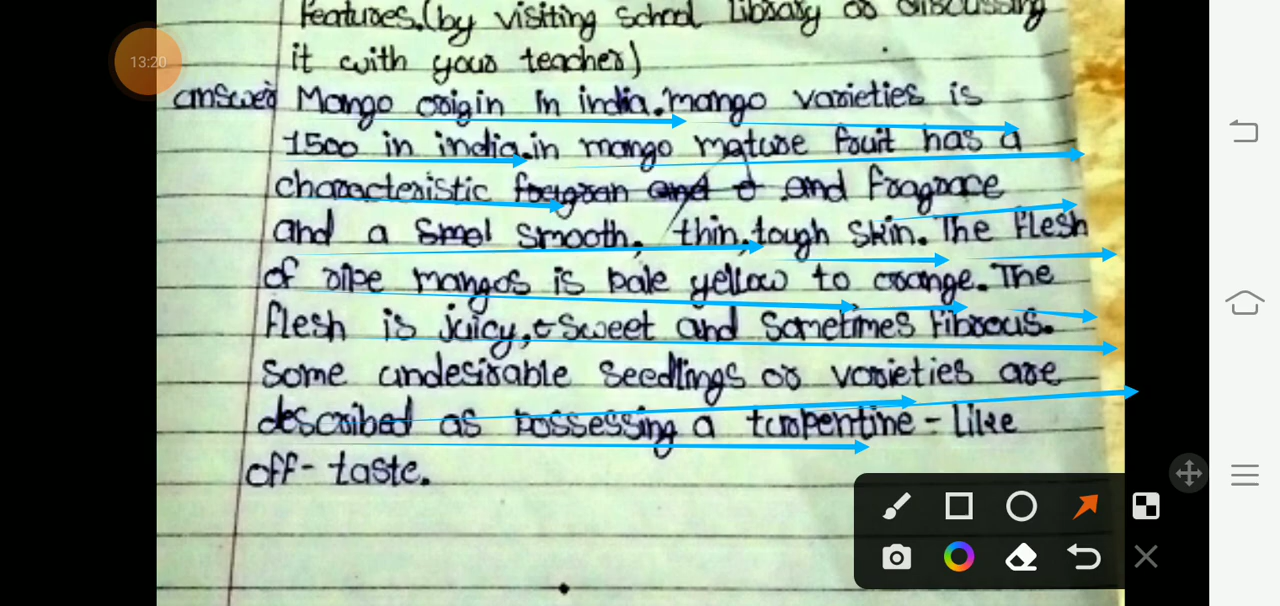 features.(by visiting school library or discussing
it with your teacher)
13:20
answer Mango origin in india.mango varieties is
1500 in india.in mango mature fruit has a
characteristic and fragrace
and a smel smooth, thin,tough skin. The flesh
of ripe mangos is pale yellow to orange. The
flesh is juicy, sweet and sometimes fibrous.
some undesirable seedlings or varieties are
described as possessing a turpentine - like
off - taste.